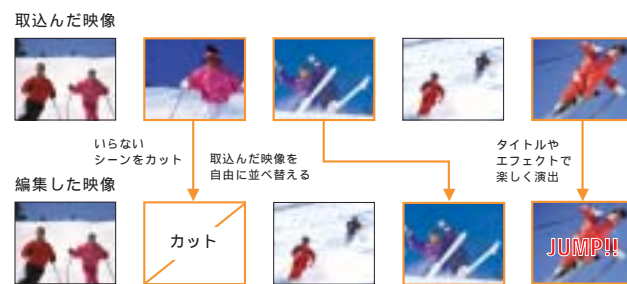 取込んだ映像
いらない
シーンをカット
取込んだ映像を
自由に並べ替える
タイトルや
エフェクトで
楽しく演出
編集した映像
カット
JUMP!!